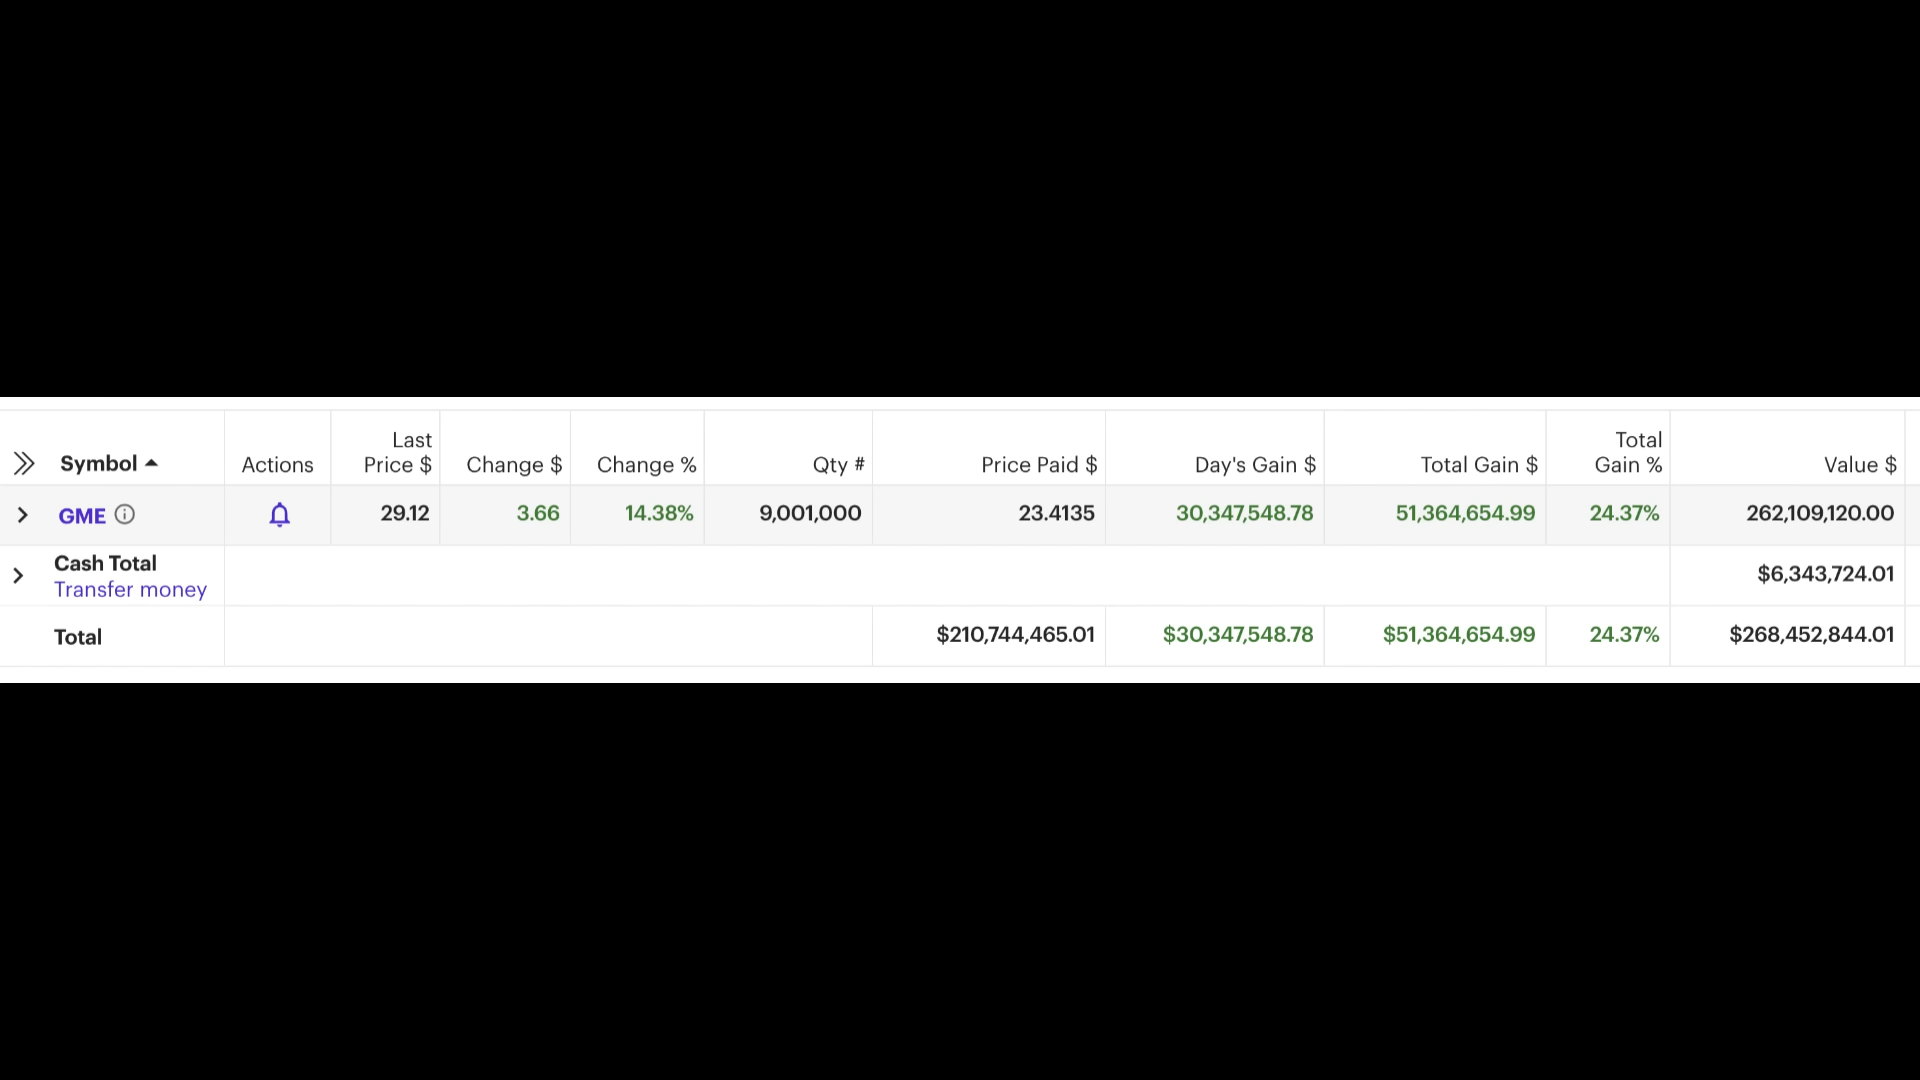 Symbol Actions Last Price $ Change $ Change % Qty # Price Paid $ Day's Gain $ Total Gain $ Total Gain % Value $
GME 29.12 3.66 14.38% 9,001,000 23.4135 30,347,548.78 51,364,654.99 24.37% 262,109,120.00
Cash Total $6,343,724.01
Transfer money
Total $210,744,465.01 $30,347,548.78 $51,364,654.99 24.37% $268,452,844.01